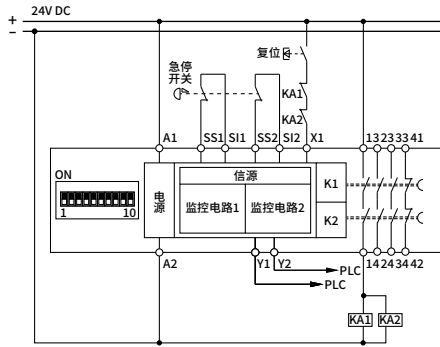 24V DC
+
−
复位
急停
开关
KA1
KA2
A1 SS1 SI1 SS2 SI2 X1 13 23 33 41
ON
1 10
电源
信源
监控电路1 监控电路2
K1
K2
A2 Y1 Y2 14 24 34 42
PLC
PLC
KA1 KA2